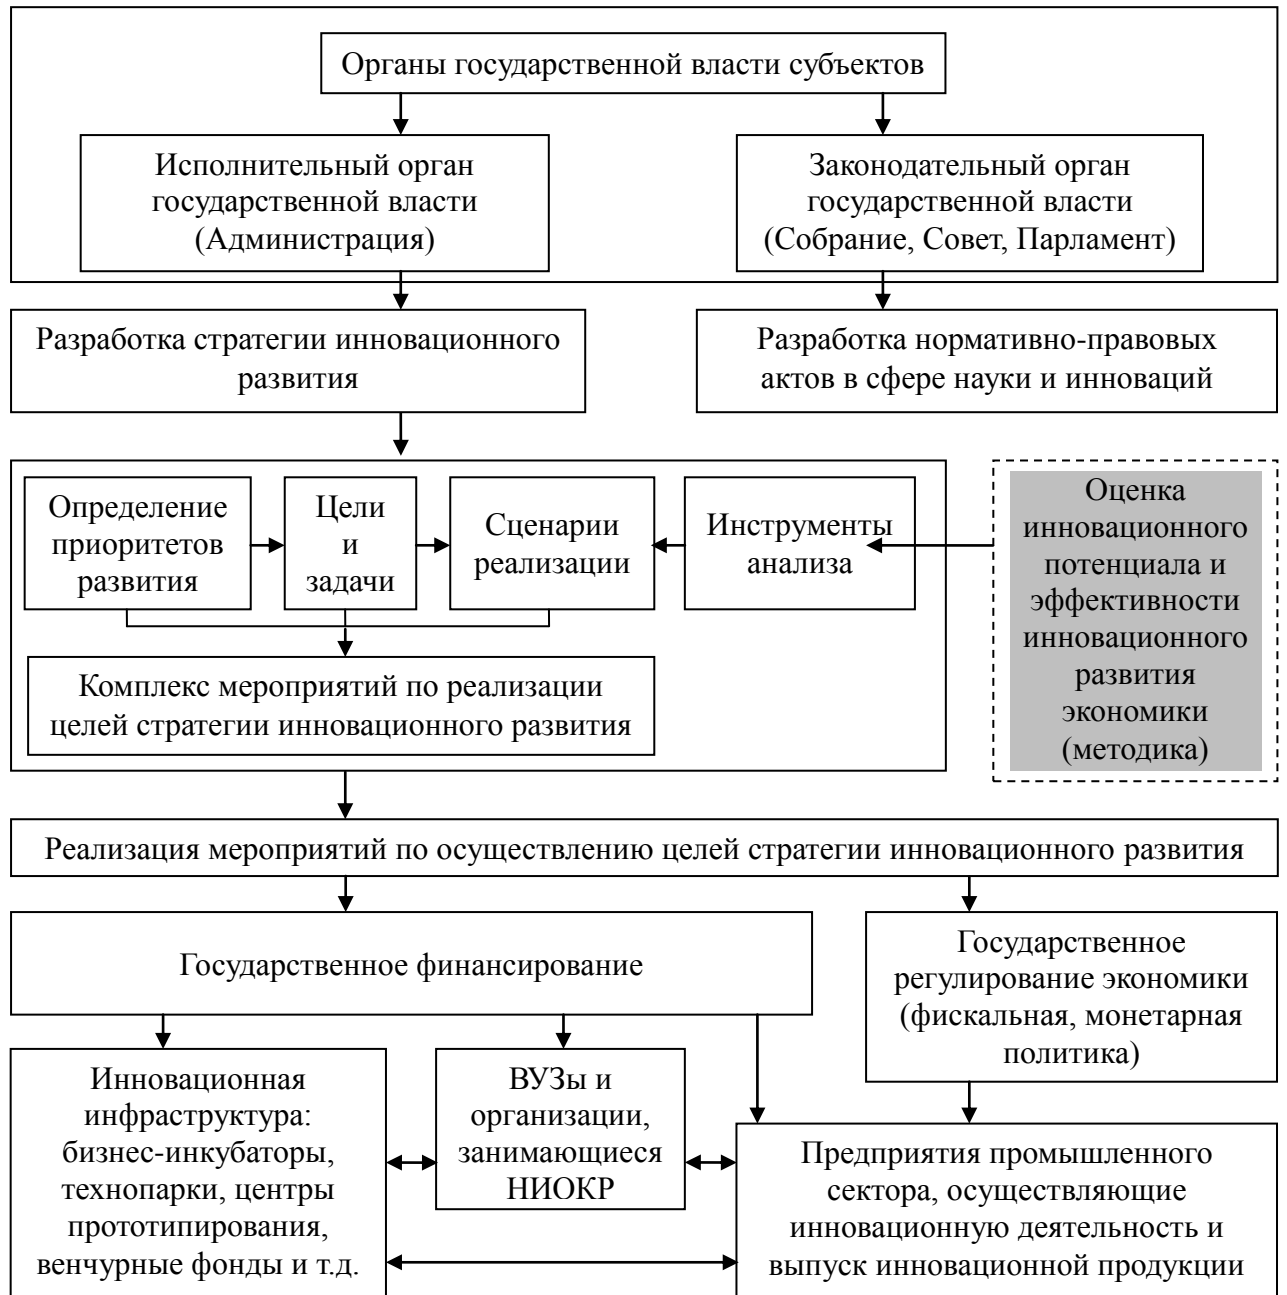 Органы государственной власти субъектов
Исполнительный орган
государственной власти
(Администрация)
Законодательный орган
государственной власти
(Собрание, Совет, Парламент)
Разработка стратегии инновационного
развития
Разработка нормативно-правовых
актов в сфере науки и инноваций
Определение
приоритетов
развития
Цели
и
задачи
Сценарии
реализации
Инструменты
анализа
Оценка
инновационного
потенциала и
эффективности
инновационного
развития
экономики
(методика)
Комплекс мероприятий по реализации
целей стратегии инновационного развития
Реализация мероприятий по осуществлению целей стратегии инновационного развития
Государственное финансирование
Государственное
регулирование экономики
(фискальная, монетарная
политика)
Инновационная
инфраструктура:
бизнес-инкубаторы,
технопарки, центры
прототипирования,
венчурные фонды и т.д.
ВУЗы и
организации,
занимающиеся
НИОКР
Предприятия промышленного
сектора, осуществляющие
инновационную деятельность и
выпуск инновационной продукции